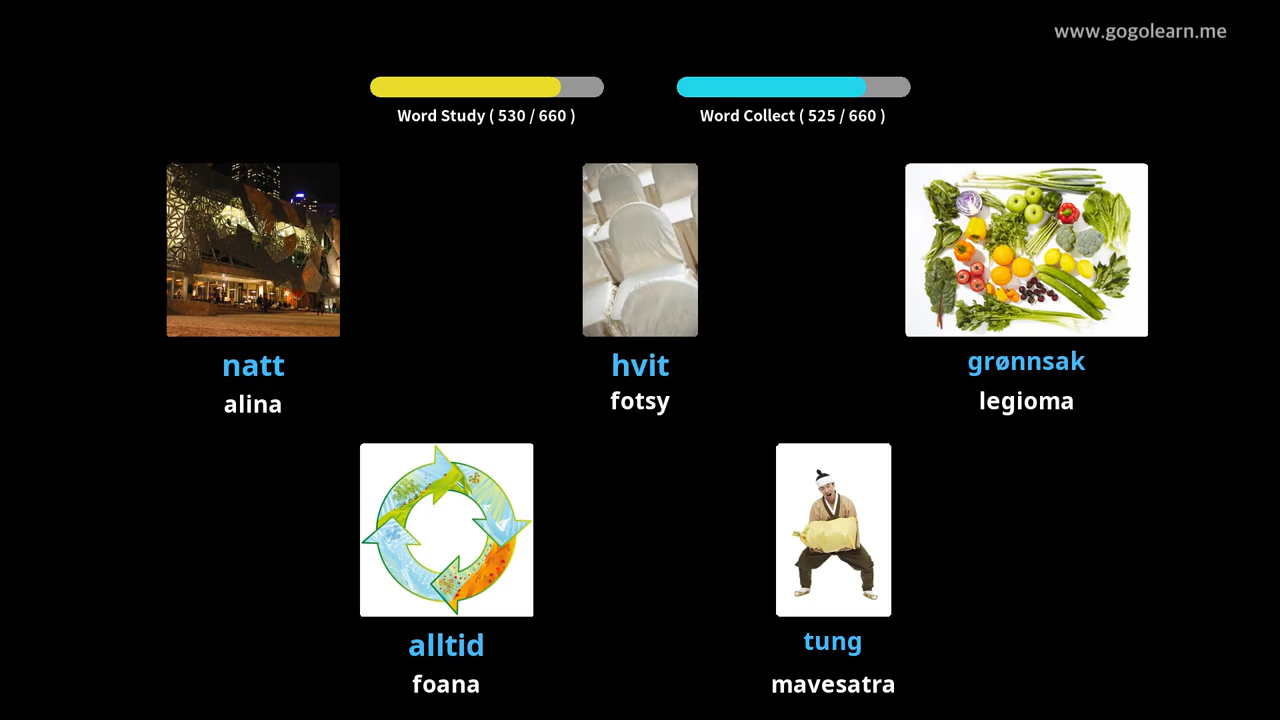 www.gogolearn.me
Word Study ( 530 / 660 )
Word Collect ( 525 / 660 )
natt
alina
hvit
fotsy
grønnsak
legioma
alltid
foana
tung
mavesatra